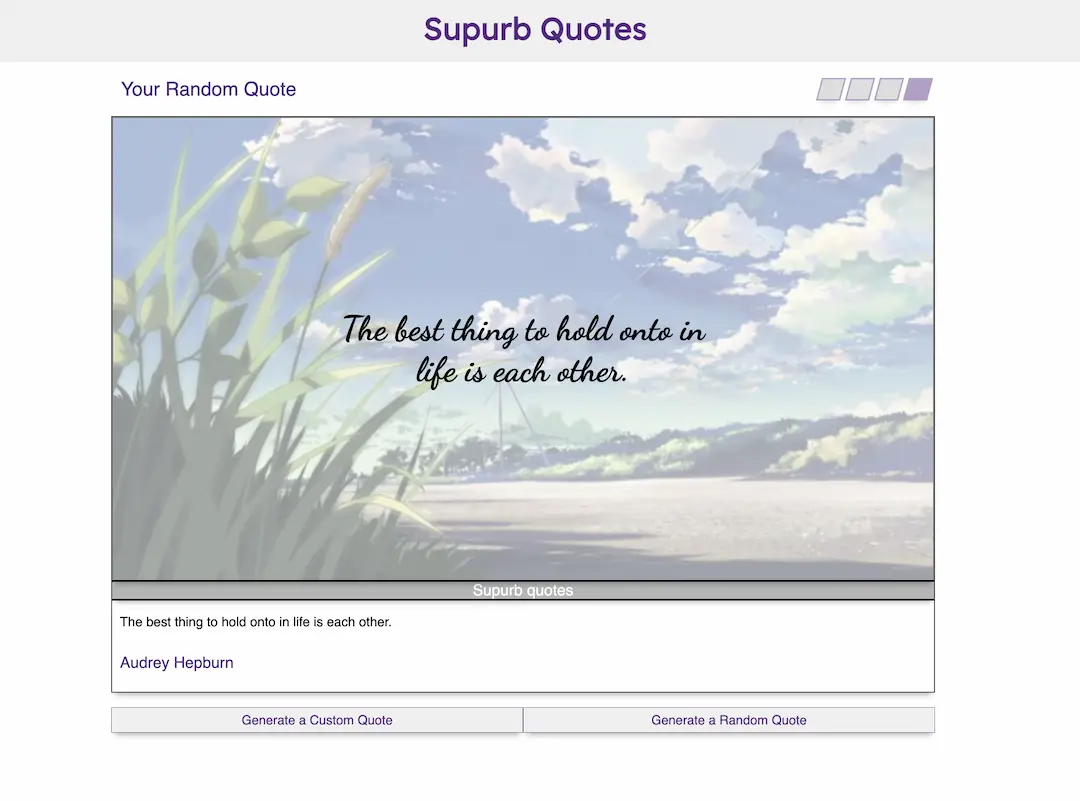 Supurb Quotes
Your Random Quote
The best thing to hold onto in
life is each other.
Supurb quotes
The best thing to hold onto in life is each other.
Audrey Hepburn
Generate a Custom Quote
Generate a Random Quote